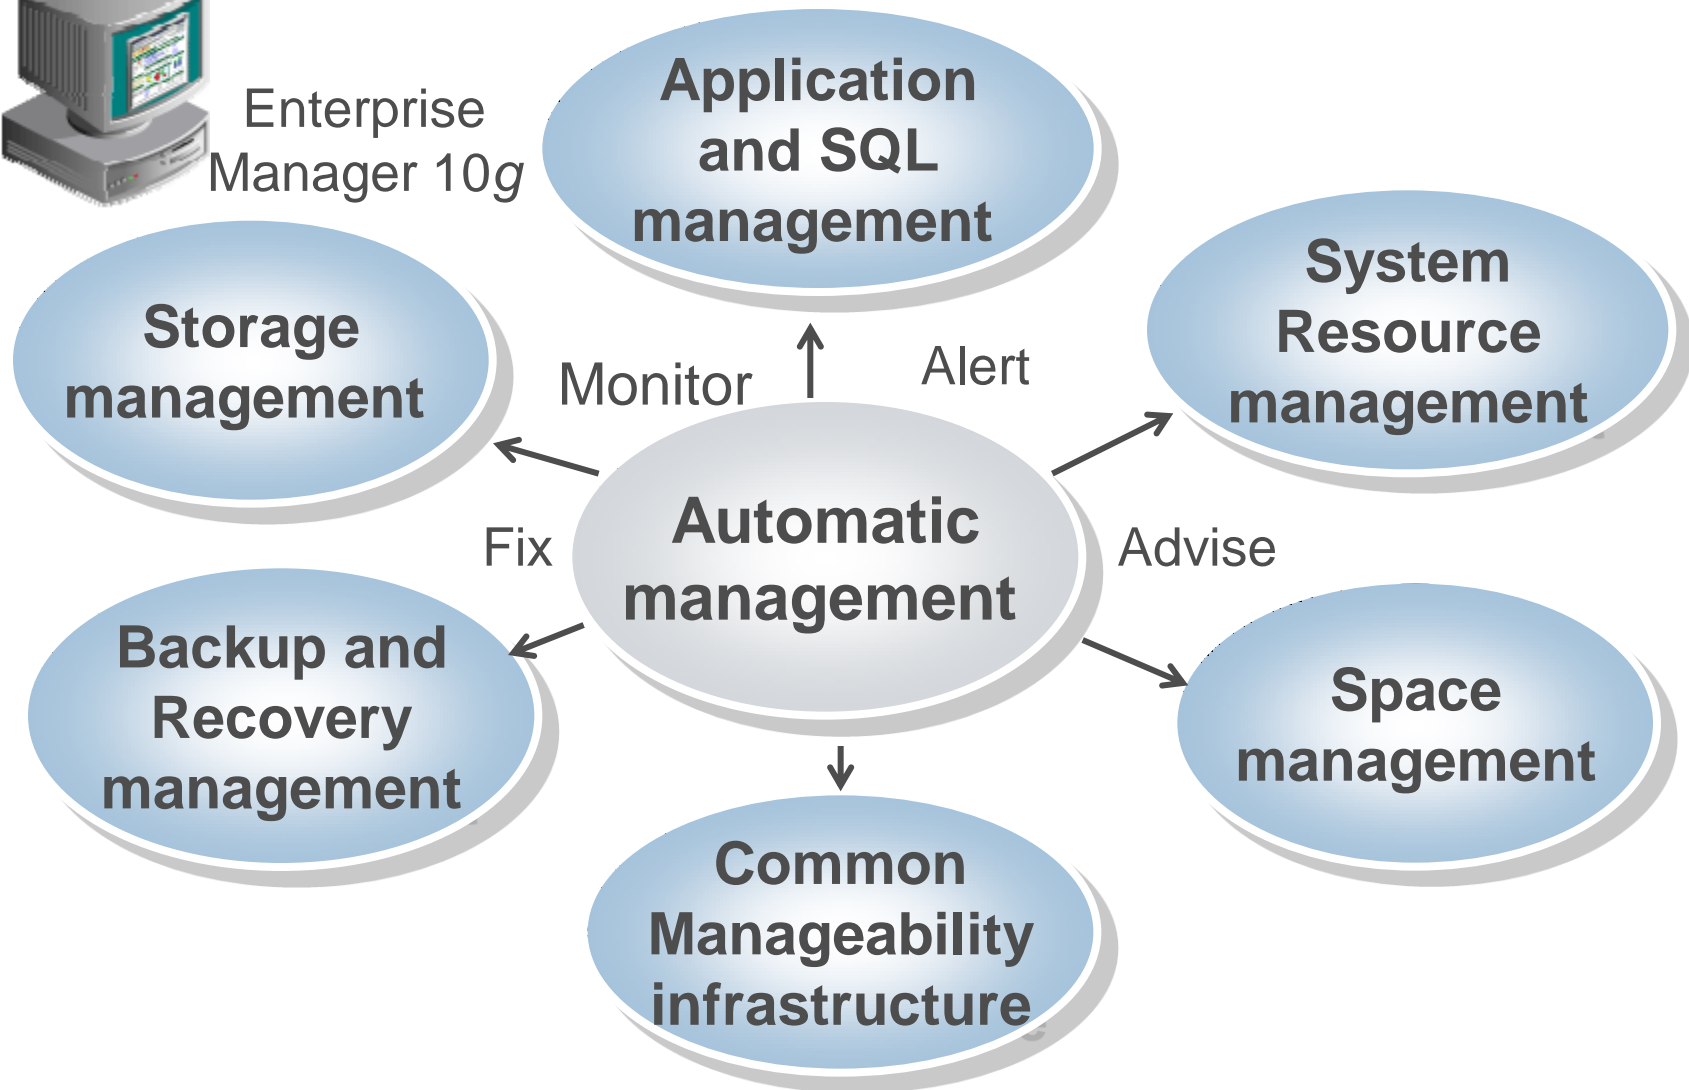 Enterprise
Manager 10g
Application
and SQL
management
System
Resource
management
Storage
management
Monitor
Alert
Automatic
management
Fix
Advise
Backup and
Recovery
management
Space
management
Common
Manageability
infrastructure